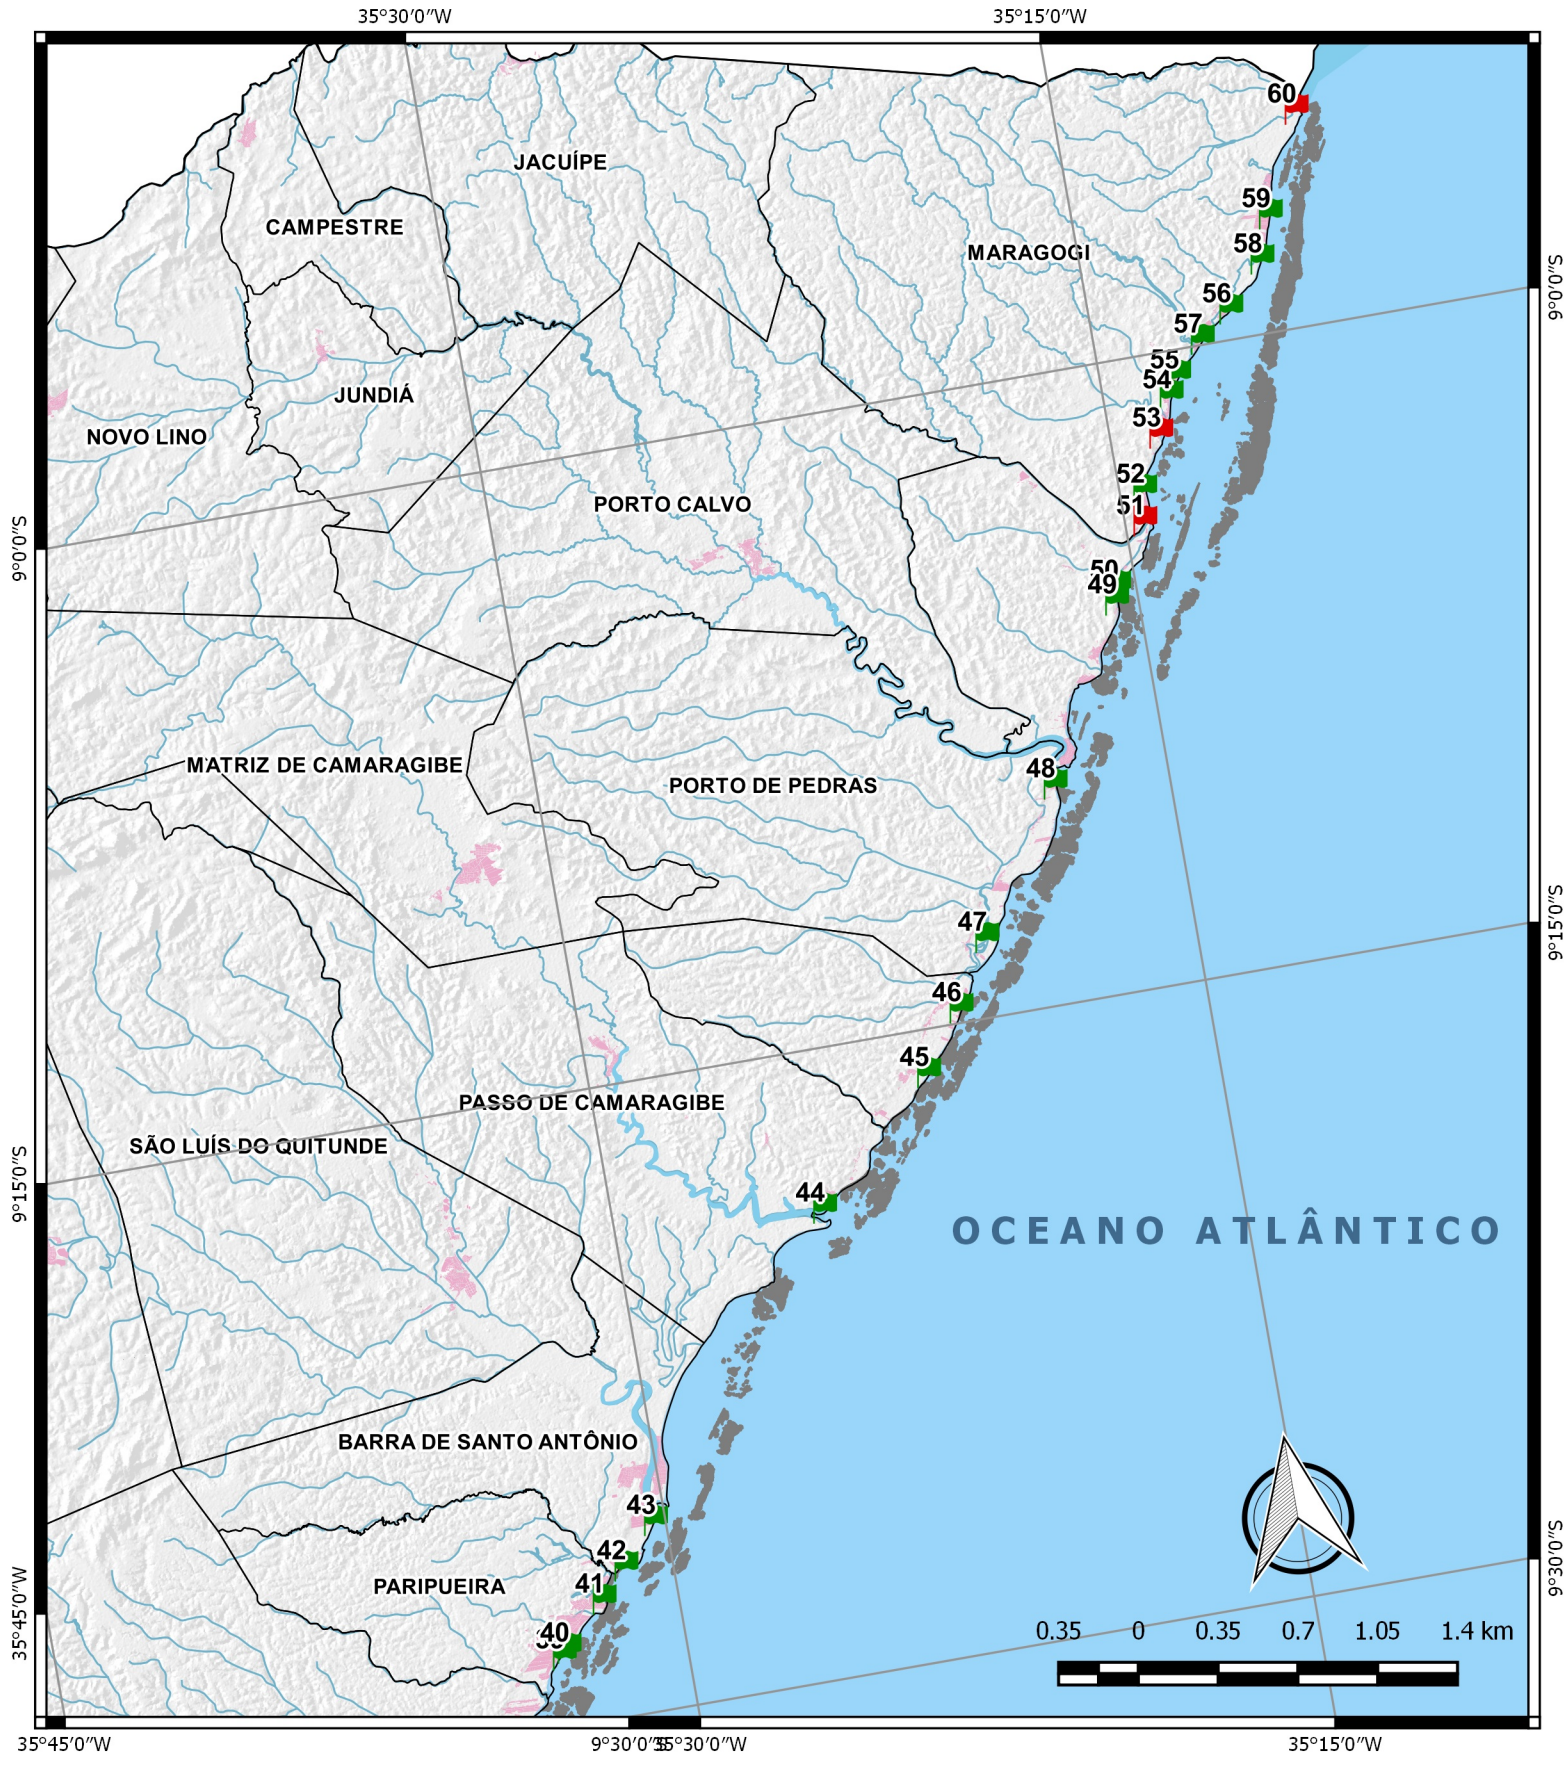 35°30′0″W
35°15′0″W
60
JACUÍPE
59
CAMPESTRE
58
MARAGOGI
9°0′0″S
56
57
55
54
JUNDIÁ
53
NOVO LINO
52
PORTO CALVO
51
9°0′0″S
50
49
MATRIZ DE CAMARAGIBE
48
PORTO DE PEDRAS
47
9°15′0″S
46
45
PASSO DE CAMARAGIBE
SÃO LUÍS DO QUITUNDE
9°15′0″S
44
OCEANO ATLÂNTICO
BARRA DE SANTO ANTÔNIO
43
42
9°30′0″S
PARIPUEIRA
41
35°45′0″W
40
0.35 0 0.35 0.7 1.05 1.4 km
35°45′0″W
9°30′0″S
35°30′0″W
35°15′0″W